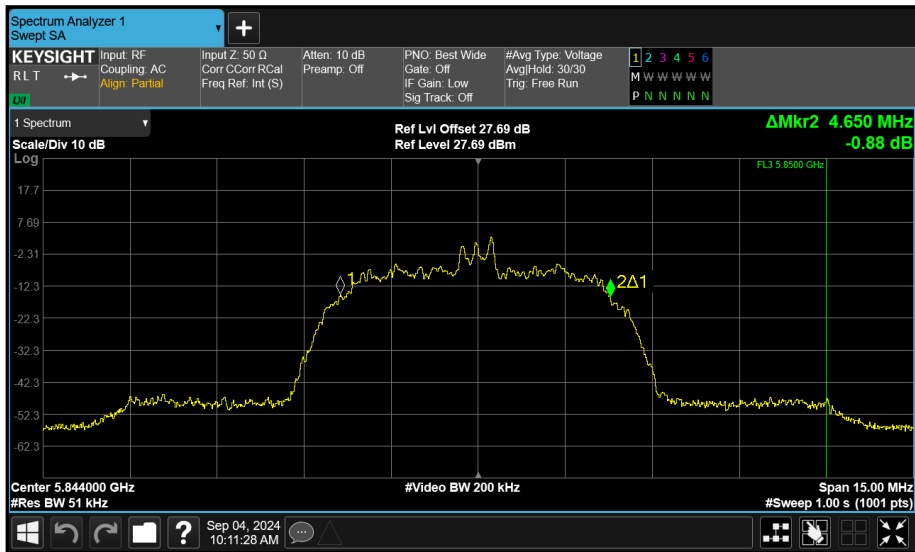 Spectrum Analyzer 1
Swept SA
+
KEYSIGHT
R L T
LXI
Input: RF
Coupling: AC
Align: Partial
Input Z: 50 Ω
Corr CCorr RCal
Freq Ref: Int (S)
Atten: 10 dB
Preamp: Off
PNO: Best Wide
Gate: Off
IF Gain: Low
Sig Track: Off
#Avg Type: Voltage
Avg|Hold: 30/30
Trig: Free Run
1 2 3 4 5 6
M W W W W W
P N N N N N
1 Spectrum
Scale/Div 10 dB
Log
Ref Lvl Offset 27.69 dB
Ref Level 27.69 dBm
ΔMkr2 4.650 MHz
-0.88 dB
FL3 5.8500 GHz
17.7
7.69
-2.31
-12.3
-22.3
-32.3
-42.3
-52.3
-62.3
1
2Δ1
Center 5.844000 GHz
#Res BW 51 kHz
#Video BW 200 kHz
Span 15.00 MHz
#Sweep 1.00 s (1001 pts)
?
Sep 04, 2024
10:11:28 AM